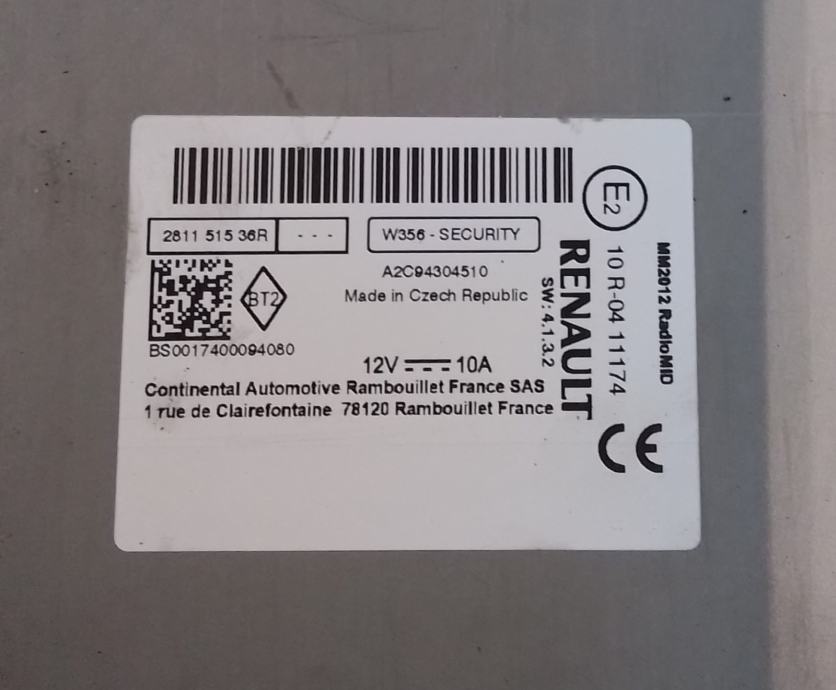 2811 515 36R
- - -
W356 - SECURITY
E2
BT2
A2C94304510
Made in Czech Republic
BS0017400094080
12V 10A
Continental Automotive Rambouillet France SAS
1 rue de Clairefontaine 78120 Rambouillet France
SW: 4.1.3.2
RENAULT
10 R-04 11174
MM2012 RadioMID
CE